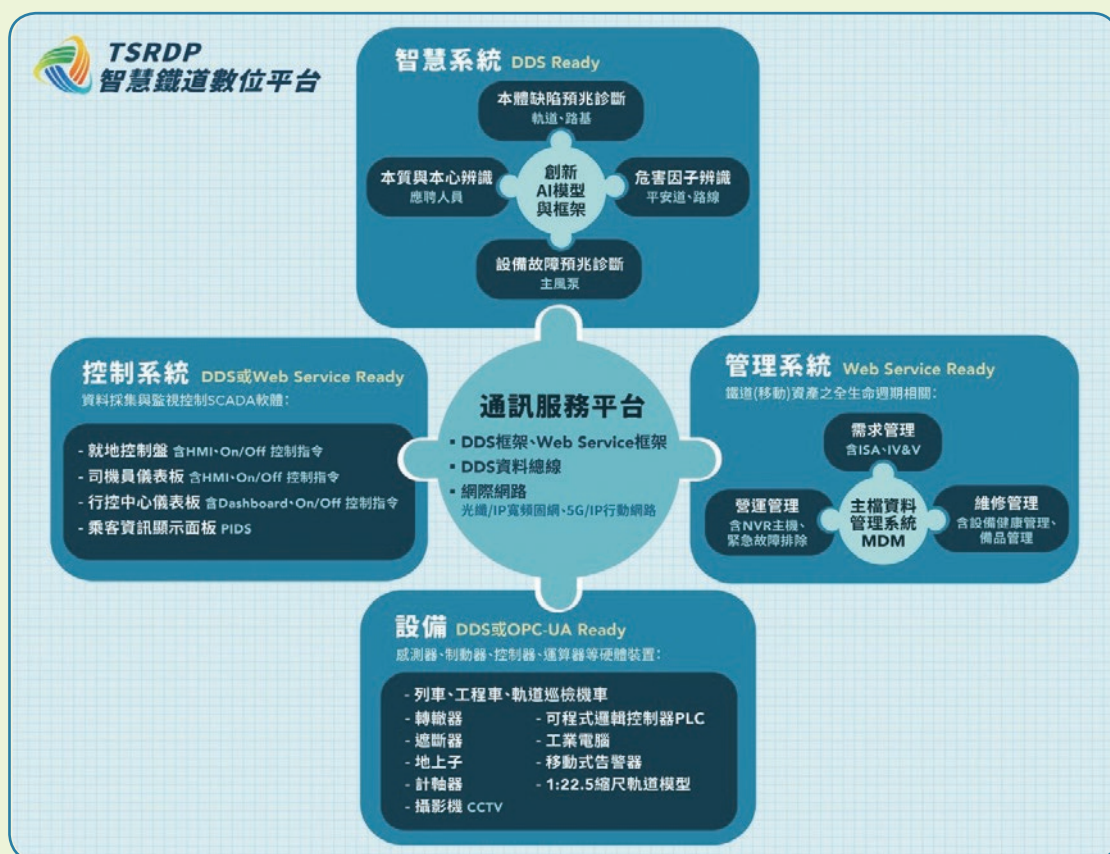 TSRDP
智慧鐵道數位平台
智慧系統 DDS Ready
本體缺陷預兆診斷
軌道、路基
本質與本心辨識
應聘人員
創新
AI模型
與框架
危害因子辨識
平安道、路線
設備故障預兆診斷
主風泵
控制系統 DDS或Web Service Ready
資料採集與監視控制SCADA軟體：
- 就地控制盤 含HMI、On/Off 控制指令
- 司機員儀表板 含HMI、On/Off 控制指令
- 行控中心儀表板 含Dashboard、On/Off 控制指令
- 乘客資訊顯示面板 PIDS
通訊服務平台
▪ DDS框架、Web Service框架
▪ DDS資料總線
▪ 網際網路
光纖/IP寬頻固網、5G/IP行動網路
管理系統 Web Service Ready
鐵道(移動)資產之全生命週期相關：
需求管理
含ISA、IV&V
營運管理
含NVR主機、
緊急故障排除
主檔資料
管理系統
MDM
維修管理
含設備健康管理、
備品管理
設備 DDS或OPC-UA Ready
感測器、制動器、控制器、運算器等硬體裝置：
- 列車、工程車、軌道巡檢機車
- 轉轍器
- 遮斷器
- 地上子
- 計軸器
- 攝影機 CCTV
- 可程式邏輯控制器PLC
- 工業電腦
- 移動式告警器
- 1:22.5縮尺軌道模型